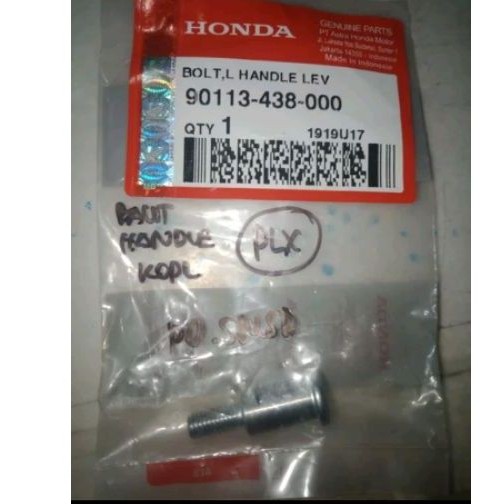 HONDA
GENUINE PARTS
PT Astra Honda Motor
Made in Indonesia
BOLT,L HANDLE LEV
90113-438-000
QTY 1
1919U17
BAUT
HANDLE
KOPL
PLX